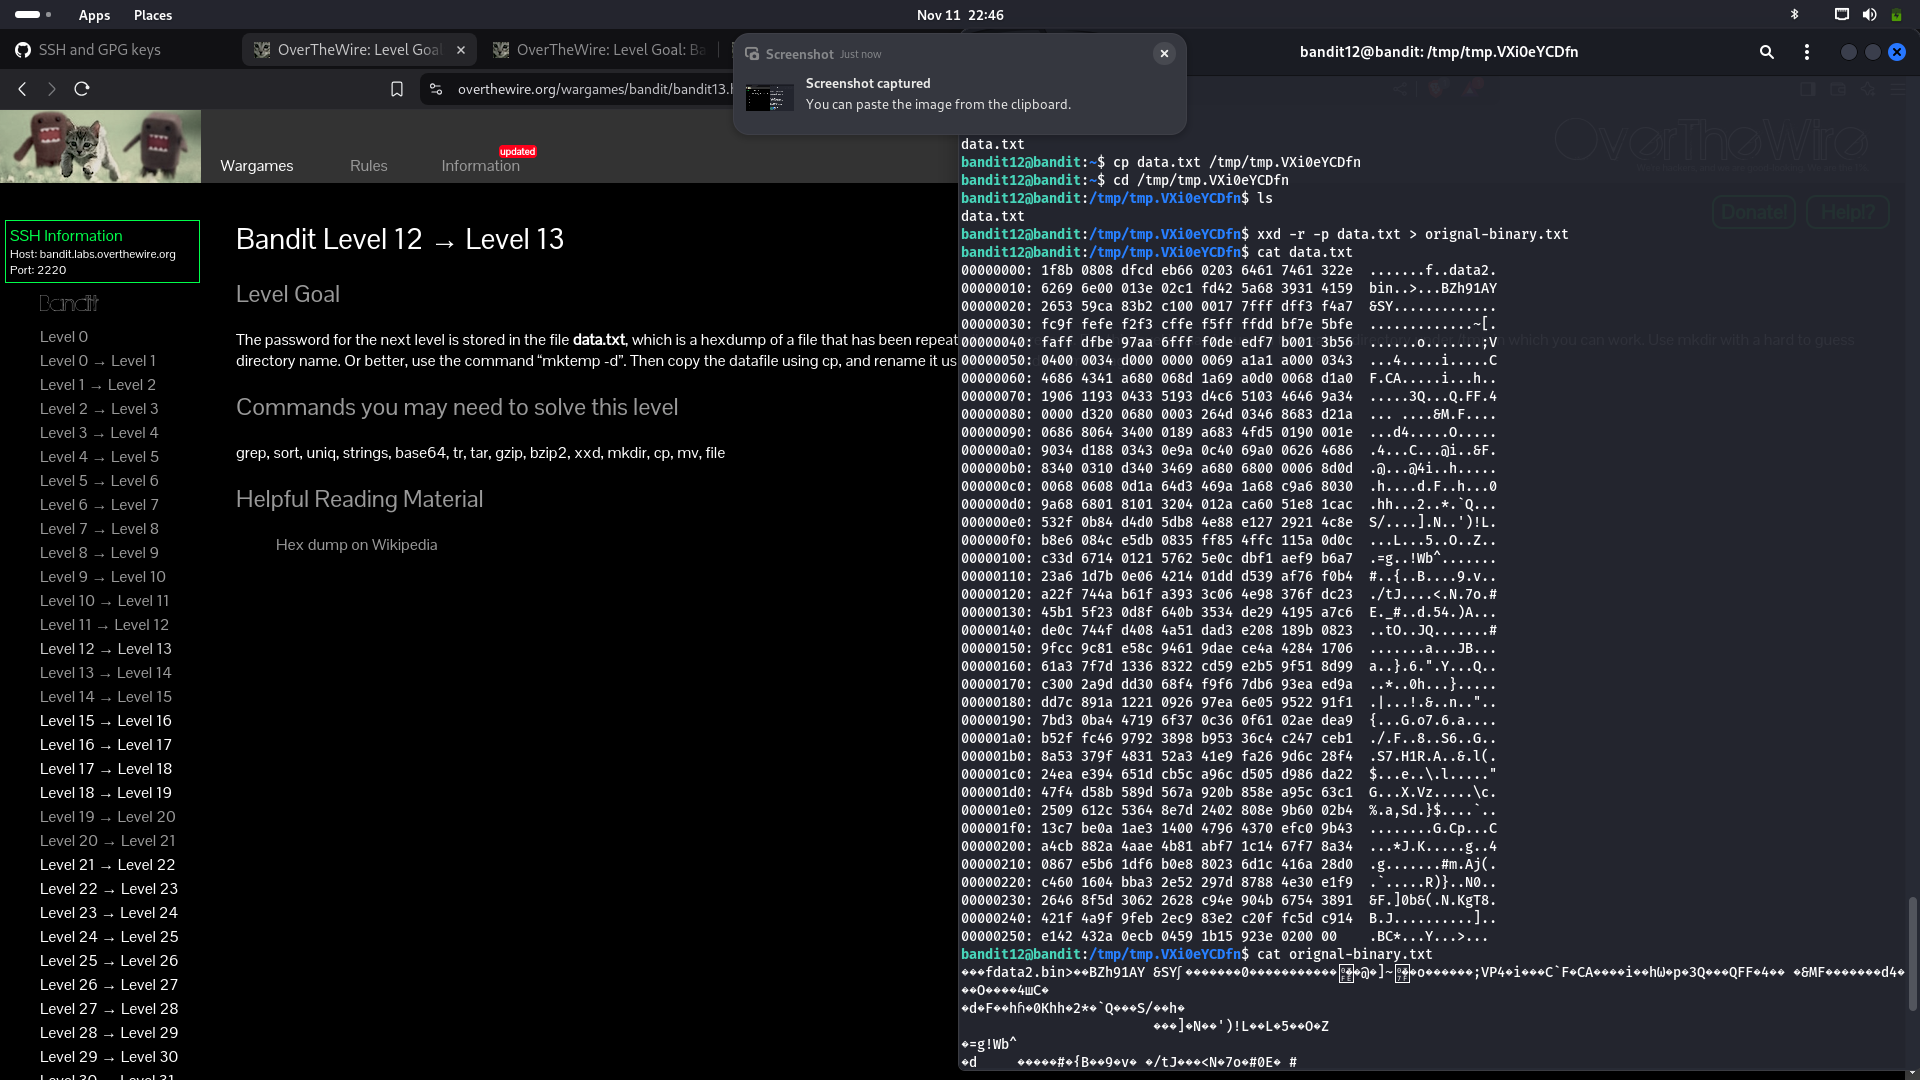 Apps Places
Nov 11 22:46
SSH and GPG keys
OverTheWire: Level Goal
OverTheWire: Level Goal: Ba
overthewire.org/wargames/bandit/bandit13.h
Screenshot Just now
Screenshot captured
You can paste the image from the clipboard.
bandit12@bandit: /tmp/tmp.VXi0eYCDfn
Wargames Rules Information
updated
OverTheWire
Donate! Help!?
SSH Information
Host: bandit.labs.overthewire.org
Port: 2220
Bandit
Level 0
Level 0 → Level 1
Level 1 → Level 2
Level 2 → Level 3
Level 3 → Level 4
Level 4 → Level 5
Level 5 → Level 6
Level 6 → Level 7
Level 7 → Level 8
Level 8 → Level 9
Level 9 → Level 10
Level 10 → Level 11
Level 11 → Level 12
Level 12 → Level 13
Level 13 → Level 14
Level 14 → Level 15
Level 15 → Level 16
Level 16 → Level 17
Level 17 → Level 18
Level 18 → Level 19
Level 19 → Level 20
Level 20 → Level 21
Level 21 → Level 22
Level 22 → Level 23
Level 23 → Level 24
Level 24 → Level 25
Level 25 → Level 26
Level 26 → Level 27
Level 27 → Level 28
Level 28 → Level 29
Level 29 → Level 30
Level 30 → Level 31
Bandit Level 12 → Level 13
Level Goal
The password for the next level is stored in the file data.txt, which is a hexdump of a file that has been repeat
directory name. Or better, use the command “mktemp -d”. Then copy the datafile using cp, and rename it us
which you can work. Use mkdir with a hard to guess
Commands you may need to solve this level
grep, sort, uniq, strings, base64, tr, tar, gzip, bzip2, xxd, mkdir, cp, mv, file
Helpful Reading Material
Hex dump on Wikipedia
data.txt
bandit12@bandit:~$ cp data.txt /tmp/tmp.VXi0eYCDfn
bandit12@bandit:~$ cd /tmp/tmp.VXi0eYCDfn
bandit12@bandit:/tmp/tmp.VXi0eYCDfn$ ls
data.txt
bandit12@bandit:/tmp/tmp.VXi0eYCDfn$ xxd -r -p data.txt > orignal-binary.txt
bandit12@bandit:/tmp/tmp.VXi0eYCDfn$ cat data.txt
00000000: 1f8b 0808 dfcd eb66 0203 6461 7461 322e  .......f..data2.
00000010: 6269 6e00 013e 02c1 fd42 5a68 3931 4159  bin..>...BZh91AY
00000020: 2653 59ca 83b2 c100 0017 7fff dff3 f4a7  &SY.............
00000030: fc9f fefe f2f3 cffe f5ff ffdd bf7e 5bfe  .............~[.
00000040: faff dfbe 97aa 6fff f0de edf7 b001 3b56  ......o.......;V
00000050: 0400 0034 d000 0000 0069 a1a1 a000 0343  ...4.....i.....C
00000060: 4686 4341 a680 068d 1a69 a0d0 0068 d1a0  F.CA.....i...h..
00000070: 1906 1193 0433 5193 d4c6 5103 4646 9a34  .....3Q...Q.FF.4
00000080: 0000 d320 0680 0003 264d 0346 8683 d21a  ... ....&M.F....
00000090: 0686 8064 3400 0189 a683 4fd5 0190 001e  ...d4.....O.....
000000a0: 9034 d188 0343 0e9a 0c40 69a0 0626 4686  .4...C...@i..&F.
000000b0: 8340 0310 d340 3469 a680 6800 0006 8d0d  .@...@4i..h.....
000000c0: 0068 0608 0d1a 64d3 469a 1a68 c9a6 8030  .h....d.F..h...0
000000d0: 9a68 6801 8101 3204 012a ca60 51e8 1cac  .hh...2..*.`Q...
000000e0: 532f 0b84 d4d0 5db8 4e88 e127 2921 4c8e  S/....].N..')!L.
000000f0: b8e6 084c e5db 0835 ff85 4ffc 115a 0d0c  ...L...5..O..Z..
00000100: c33d 6714 0121 5762 5e0c dbf1 aef9 b6a7  .=g..!Wb^.......
00000110: 23a6 1d7b 0e06 4214 01dd d539 af76 f0b4  #..{..B....9.v..
00000120: a22f 744a b61f a393 3c06 4e98 376f dc23  ./tJ....<.N.7o.#
00000130: 45b1 5f23 0d8f 640b 3534 de29 4195 a7c6  E._#..d.54.)A...
00000140: de0c 744f d408 4a51 dad3 e208 189b 0823  ..tO..JQ.......#
00000150: 9fcc 9c81 e58c 9461 9dae ce4a 4284 1706  .......a...JB...
00000160: 61a3 7f7d 1336 8322 cd59 e2b5 9f51 8d99  a..}.6.".Y...Q..
00000170: c300 2a9d dd30 68f4 f9f6 7db6 93ea ed9a  ..*..0h...}.....
00000180: dd7c 891a 1221 0926 97ea 6e05 9522 91f1  .|...!.&..n.."..
00000190: 7bd3 0ba4 4719 6f37 0c36 0f61 02ae dea9  {...G.o7.6.a....
000001a0: b52f fc46 9792 3898 b953 36c4 c247 ceb1  ./.F..8..S6..G..
000001b0: 8a53 379f 4831 52a3 41e9 fa26 9d6c 28f4  .S7.H1R.A..&.l(.
000001c0: 24ea e394 651d cb5c a96c d505 d986 da22  $...e..\.l....."
000001d0: 47f4 d58b 589d 567a 920b 858e a95c 63c1  G...X.Vz.....\c.
000001e0: 2509 612c 5364 8e7d 2402 808e 9b60 02b4  %.a,Sd.}$....`..
000001f0: 13c7 be0a 1ae3 1400 4796 4370 efc0 9b43  ........G.Cp...C
00000200: a4cb 882a 4aae 4b81 abf7 1c14 67f7 8a34  ...*J.K.....g..4
00000210: 0867 e5b6 1df6 b0e8 8023 6d1c 416a 28d0  .g.......#m.Aj(.
00000220: c460 1604 bba3 2e52 297d 8788 4e30 e1f9  .`.....R)}..N0..
00000230: 2646 8f5d 3062 2628 c94e 904b 6754 3891  &F.]0b&(.N.KgT8.
00000240: 421f 4a9f 9feb 2ec9 83e2 c20f fc5d c914  B.J..........]..
00000250: e142 432a 0ecb 0459 1b15 923e 0200 00    .BC*...Y...>...
bandit12@bandit:/tmp/tmp.VXi0eYCDfn$ cat orignal-binary.txt